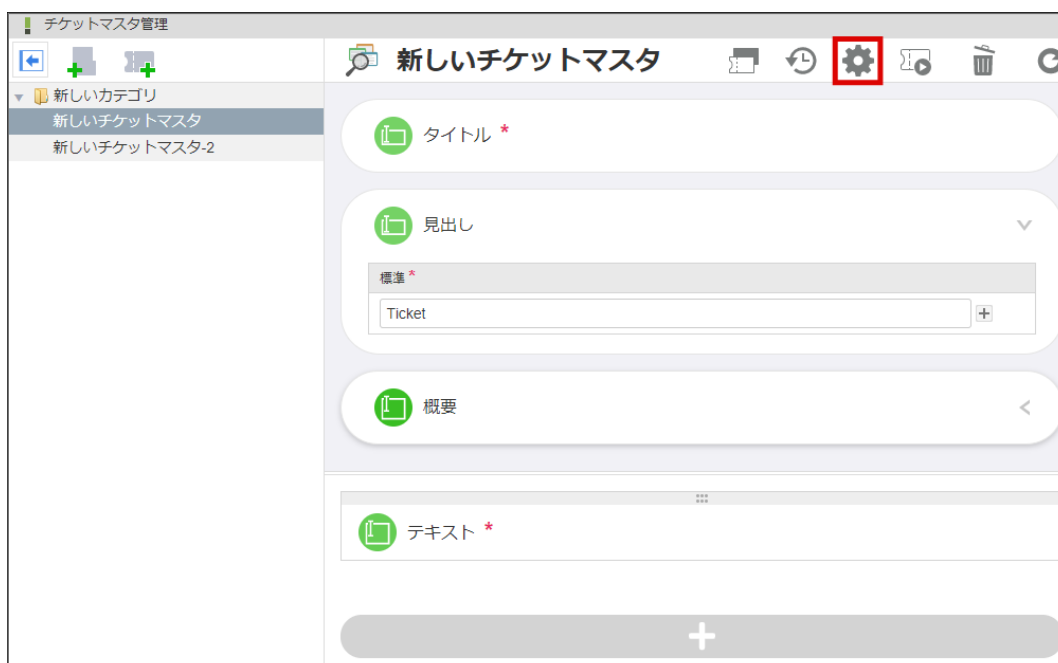 チケットマスタ管理
新しいチケットマスタ
新しいカテゴリ
新しいチケットマスタ
新しいチケットマスタ-2
タイトル *
見出し
標準 *
Ticket
概要
テキスト *